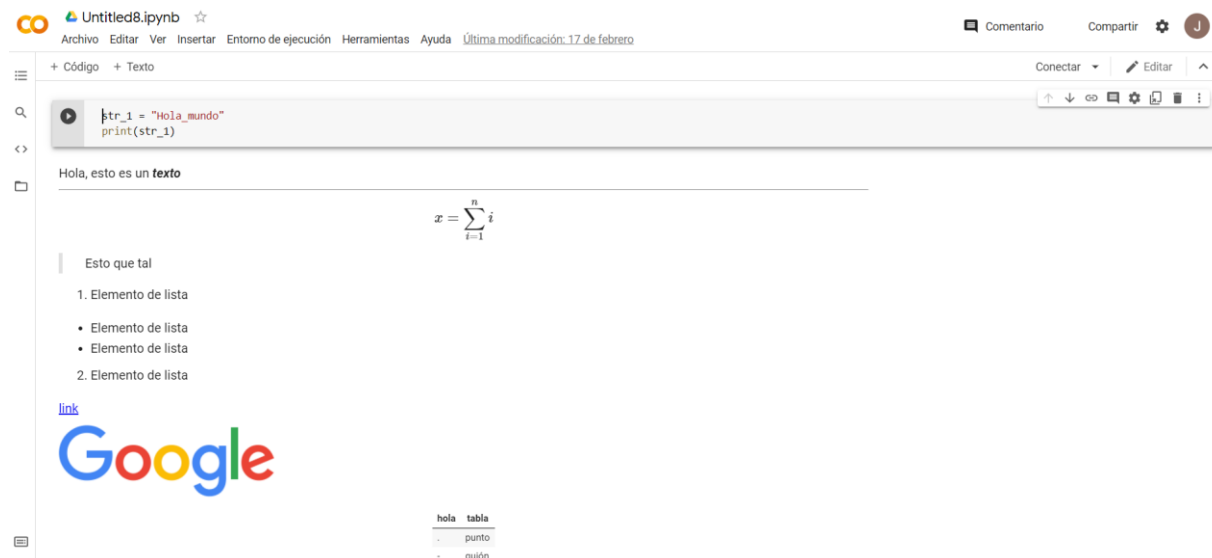 Untitled8.ipynb
Comentario
Compartir
J
Archivo Editar Ver Insertar Entorno de ejecución Herramientas Ayuda Última modificación: 17 de febrero
+ Código + Texto
Conectar
Editar
str_1 = "Hola_mundo"
print(str_1)
Hola, esto es un texto
x = ∑_{i=1}^{n} i
Esto que tal
1. Elemento de lista
• Elemento de lista
• Elemento de lista
2. Elemento de lista
link
Google
hola tabla
. punto
- guión